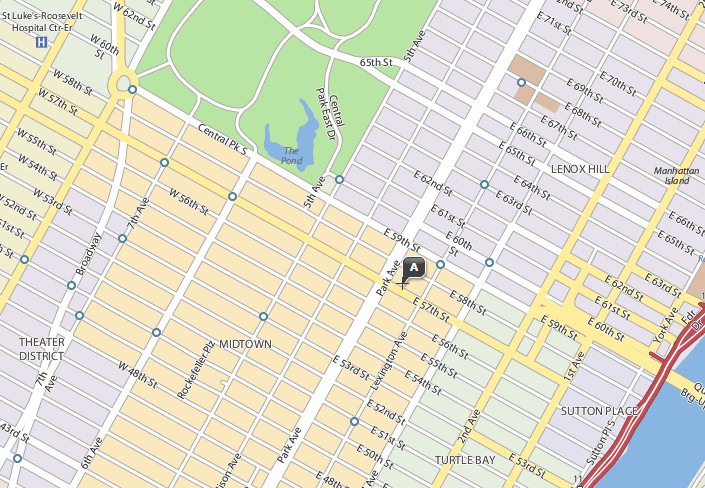 St Luke's-Roosevelt
Hospital Ctr-Er
H
W 62nd St
W 60th
St
W 58th St
W 57th St
W 55th St
W 54th St
W 53rd St
W 52nd St
51st St
Er
7th Ave
Broadway
THEATER
DISTRICT
7th
Ave
43rd St
6th Ave
W 48th St
Rockefeller Plz
MIDTOWN
W 56th St
Central Pk S
The
Pond
Central
Park East Dr
65th St
5th Ave
5th Ave
E 59th St
Park Ave
A
E 57th St
E 58th St
E 60th
St
E 61st St
E 62nd St
E 63rd St
E 64th St
E 65th St
E 66th St
E 67th St
E 68th St
E 69th St
E 70th St
E 71st St
E 73rd St
E 74th St
LENOX HILL
Manhattan
Island
E 66th St
E 65th St
E 63rd St
E 62nd St
E 61st St
E 60th St
E 59th St
York Ave
Fdr
Dr
1st Ave
SUTTON PLACE
Sutton Pl S
2nd Ave
TURTLE BAY
E 53rd St
E 56th St
E 55th St
E 54th St
Lexington Ave
E 53rd St
E 52nd St
E 51st St
E 50th St
E 48th St
Park Ave
ison Ave
Qu
Brg-Up
11